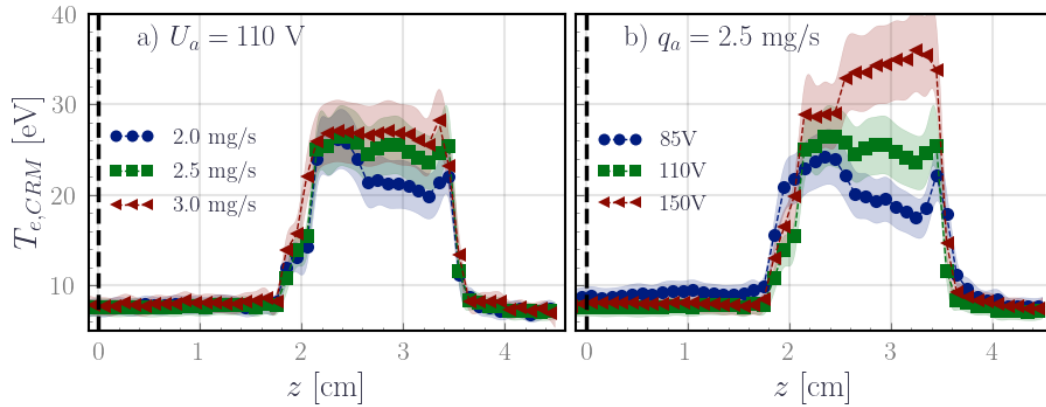 a) U_a = 110 V
b) q_a = 2.5 mg/s
T_{e,CRM} [eV]
40
30
20
10
2.0 mg/s
2.5 mg/s
3.0 mg/s
85V
110V
150V
0 1 2 3 4
0 1 2 3 4
z [cm]
z [cm]